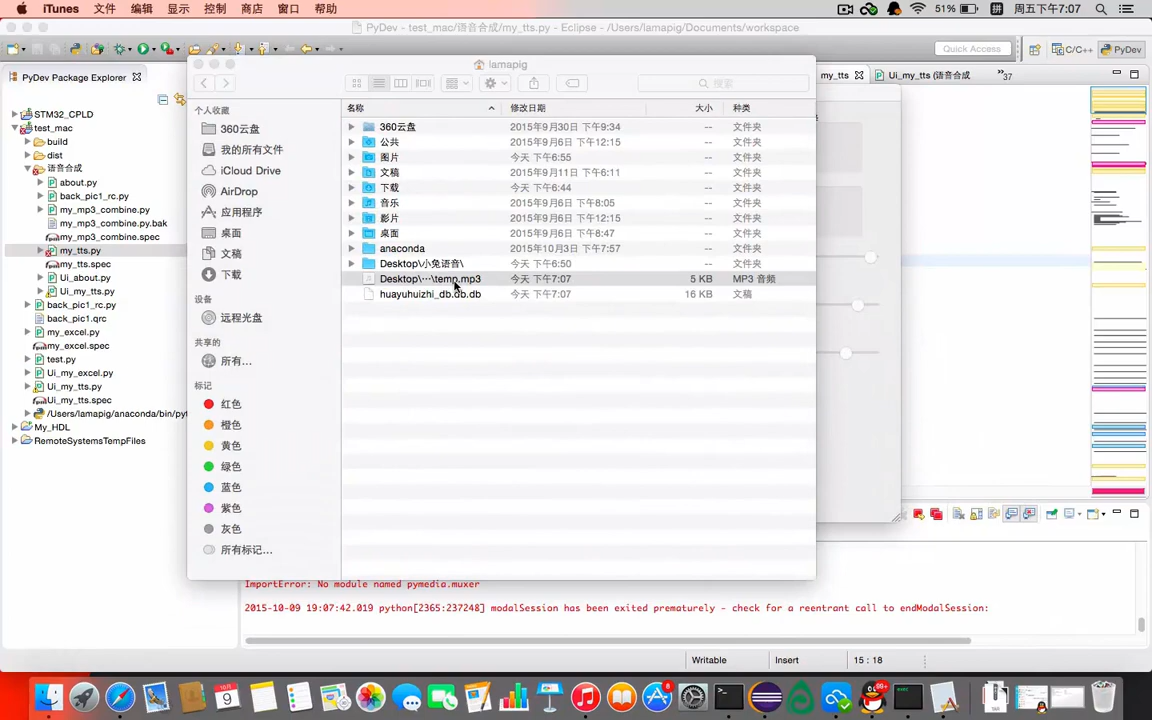 iTunes 文件 编辑 显示 控制 商店 窗口 帮助 51% 拼 周五下午7:07
PyDev - test_mac/语音合成/my_tts.py - Eclipse - /Users/lamapig/Documents/workspace
Quick Access C/C++ PyDev
PyDev Package Explorer
STM32_CPLD
test_mac
build
dist
语音合成
about.py
back_pic1_rc.py
my_mp3_combine.py
my_mp3_combine.py.bak
my_mp3_combine.spec
my_tts.py
my_tts.spec
Ui_about.py
Ui_my_tts.py
back_pic1_rc.py
back_pic1.qrc
my_excel.py
my_excel.spec
test.py
Ui_my_excel.py
Ui_my_tts.py
Ui_my_tts.spec
/Users/lamapig/anaconda/bin/pyt
My_HDL
RemoteSystemsTempFiles
lamapig
搜索
个人收藏
360云盘
我的所有文件
iCloud Drive
AirDrop
应用程序
桌面
文稿
下载
设备
远程光盘
共享的
所有...
标记
红色
橙色
黄色
绿色
蓝色
紫色
灰色
所有标记...
名称 修改日期 大小 种类
360云盘 2015年9月30日 下午9:34 -- 文件夹
公共 2015年9月6日 下午12:15 -- 文件夹
图片 今天 下午6:55 -- 文件夹
文稿 2015年9月11日 下午6:11 -- 文件夹
下载 今天 下午6:44 -- 文件夹
音乐 2015年9月6日 下午8:05 -- 文件夹
影片 2015年9月6日 下午12:15 -- 文件夹
桌面 今天 下午8:47 -- 文件夹
anaconda 2015年10月3日 下午7:57 -- 文件夹
Desktop\小兔语音\ 今天 下午6:50 -- 文件夹
Desktop\···\temp.mp3 今天 下午7:07 5 KB MP3 音频
huayuhuizhi_db.db.db 今天 下午7:07 16 KB 文稿
my_tts Ui_my_tts (语音合成 »37
ImportError: No module named pymedia.muxer
2015-10-09 19:07:42.019 python[2365:237248] modalSession has been exited prematurely - check for a reentrant call to endModalSession:
Writable Insert 15 : 18
9
8
99+